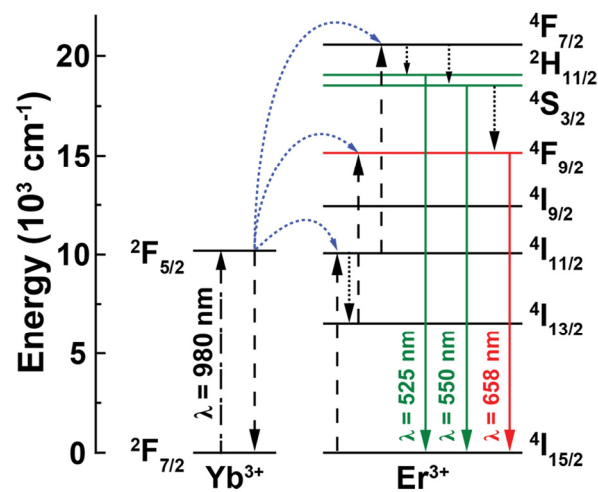 Energy (10³ cm⁻¹)
20
15
10
5
0
²F₅/₂
²F₇/₂
λ = 980 nm
Yb³⁺
⁴F₇/₂
²H₁₁/₂
⁴S₃/₂
⁴F₉/₂
⁴I₉/₂
⁴I₁₁/₂
⁴I₁₃/₂
⁴I₁₅/₂
λ = 525 nm
λ = 550 nm
λ = 658 nm
Er³⁺